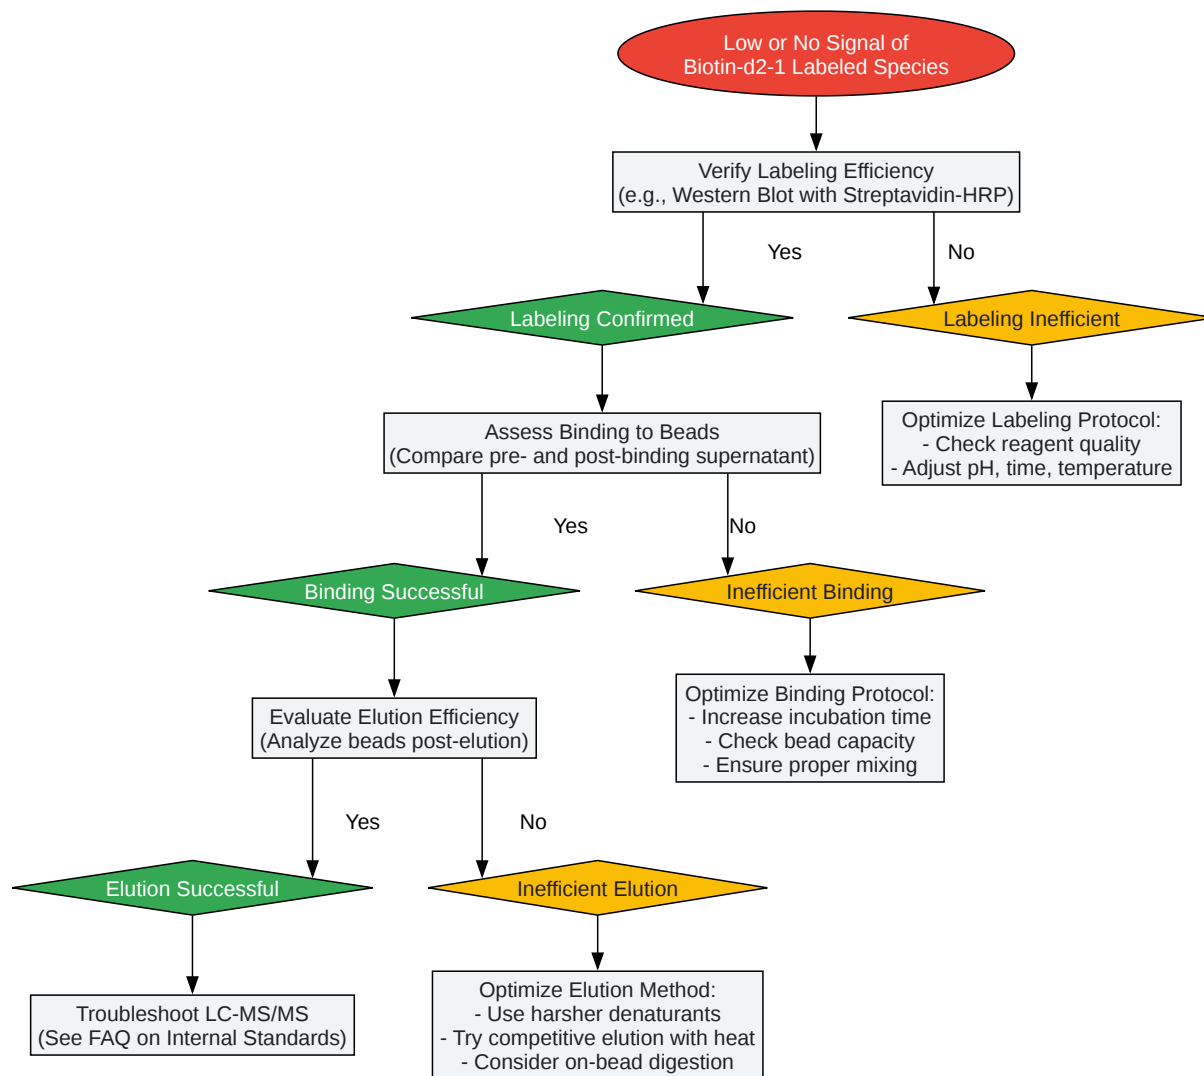 Low or No Signal of
Biotin-d2-1 Labeled Species
Verify Labeling Efficiency
(e.g., Western Blot with Streptavidin-HRP)
Yes
No
Labeling Confirmed
Labeling Inefficient
Assess Binding to Beads
(Compare pre- and post-binding supernatant)
Optimize Labeling Protocol:
- Check reagent quality
- Adjust pH, time, temperature
Yes
No
Binding Successful
Inefficient Binding
Evaluate Elution Efficiency
(Analyze beads post-elution)
Optimize Binding Protocol:
- Increase incubation time
- Check bead capacity
- Ensure proper mixing
Yes
No
Elution Successful
Inefficient Elution
Troubleshoot LC-MS/MS
(See FAQ on Internal Standards)
Optimize Elution Method:
- Use harsher denaturants
- Try competitive elution with heat
- Consider on-bead digestion